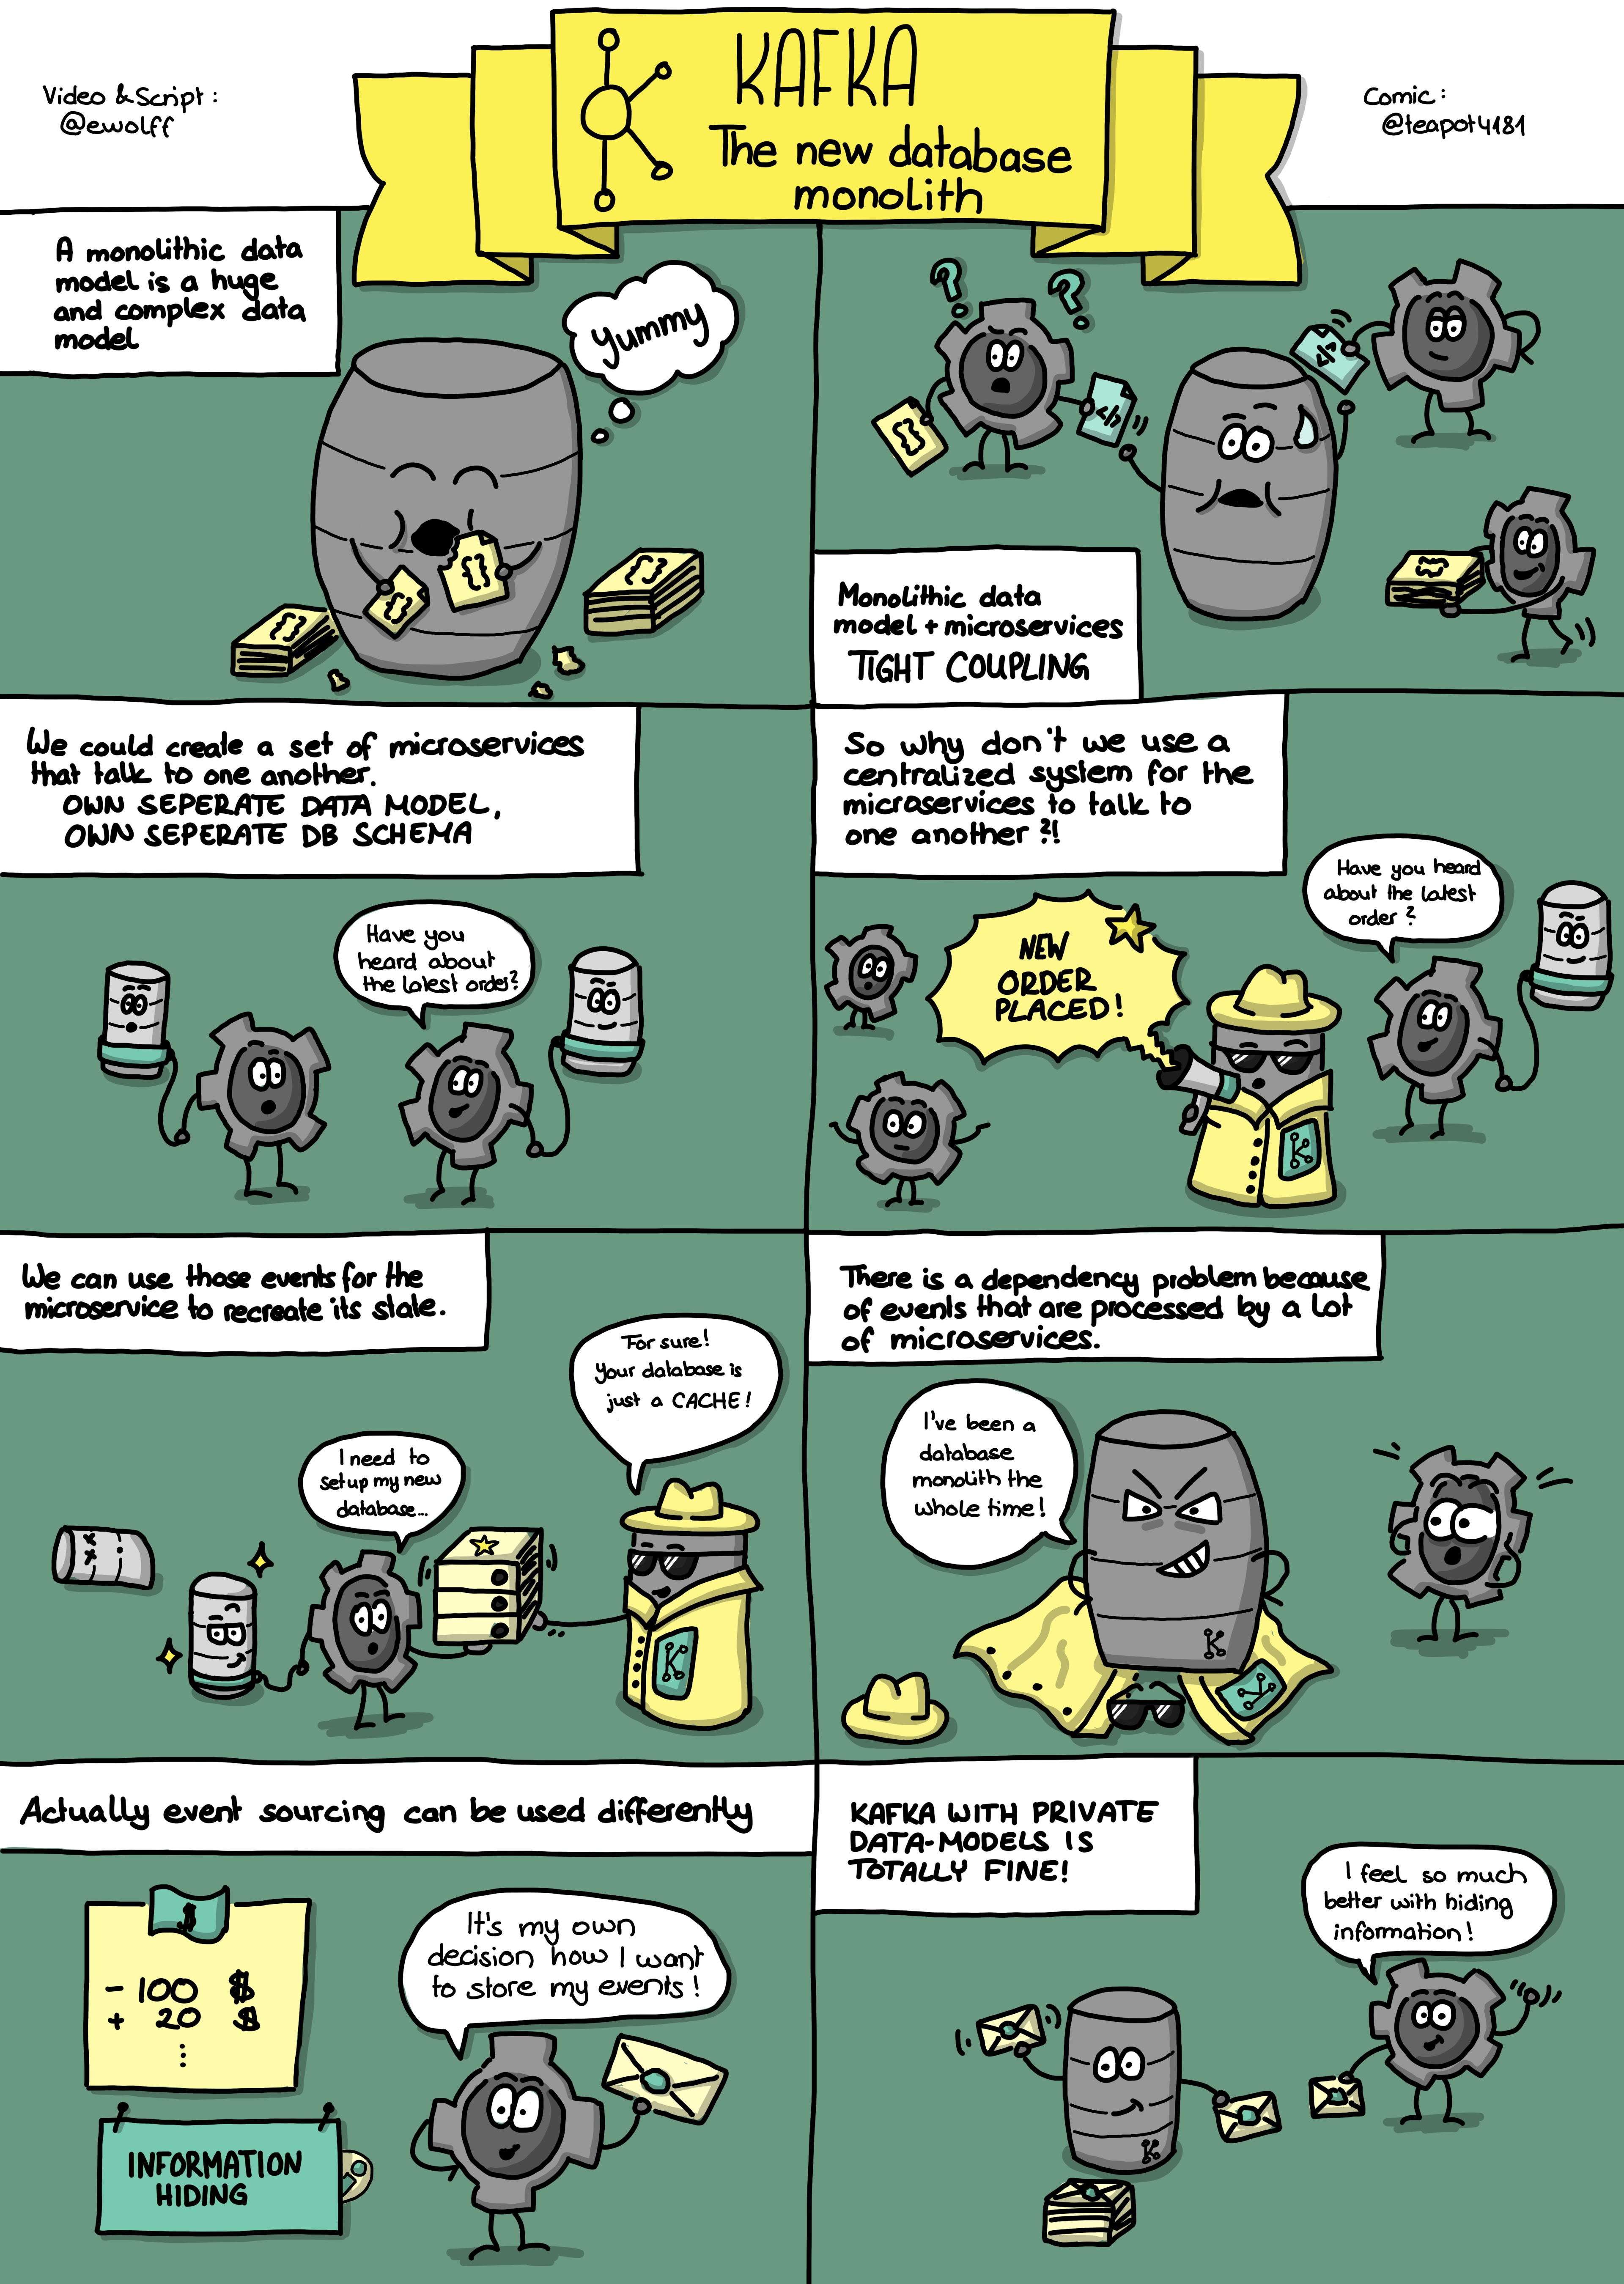 Video & Script :
@ewolff
KAFKA
The new database
monolith
Comic :
@teapot4181
A monolithic data
model is a huge
and complex data
model
Yummy
? ?
{}
</>
</>
Monolithic data
model + microservices
TIGHT COUPLING
We could create a set of microservices
that talk to one another.
OWN SEPERATE DATA MODEL,
OWN SEPERATE DB SCHEMA
Have you
heard about
the latest order?
So why don't we use a
centralized system for the
microservices to talk to
one another ?!
Have you heard
about the latest
order ?
NEW
ORDER
PLACED!
We can use those events for the
microservice to recreate its state.
For sure!
Your database is
just a CACHE!
I need to
setup my new
database...
There is a dependency problem because
of events that are processed by a lot
of microservices.
I've been a
database
monolith the
whole time!
Actually event sourcing can be used differently
$
- 100 $
+ 20 $
...
INFORMATION
HIDING
It's my own
decision how I want
to store my events!
KAFKA WITH PRIVATE
DATA-MODELS IS
TOTALLY FINE!
I feel so much
better with hiding
information!